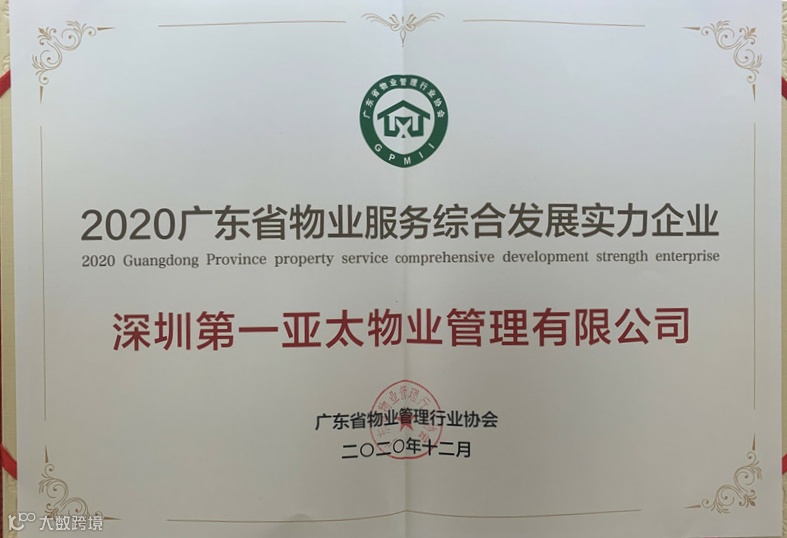 广东省物业管理行业协会
GPMII
2020广东省物业服务综合发展实力企业
2020 Guangdong Province property service comprehensive development strength enterprise
深圳第一亚太物业管理有限公司
广东省物业管理行业协会
二〇二〇年十二月
大数跨境